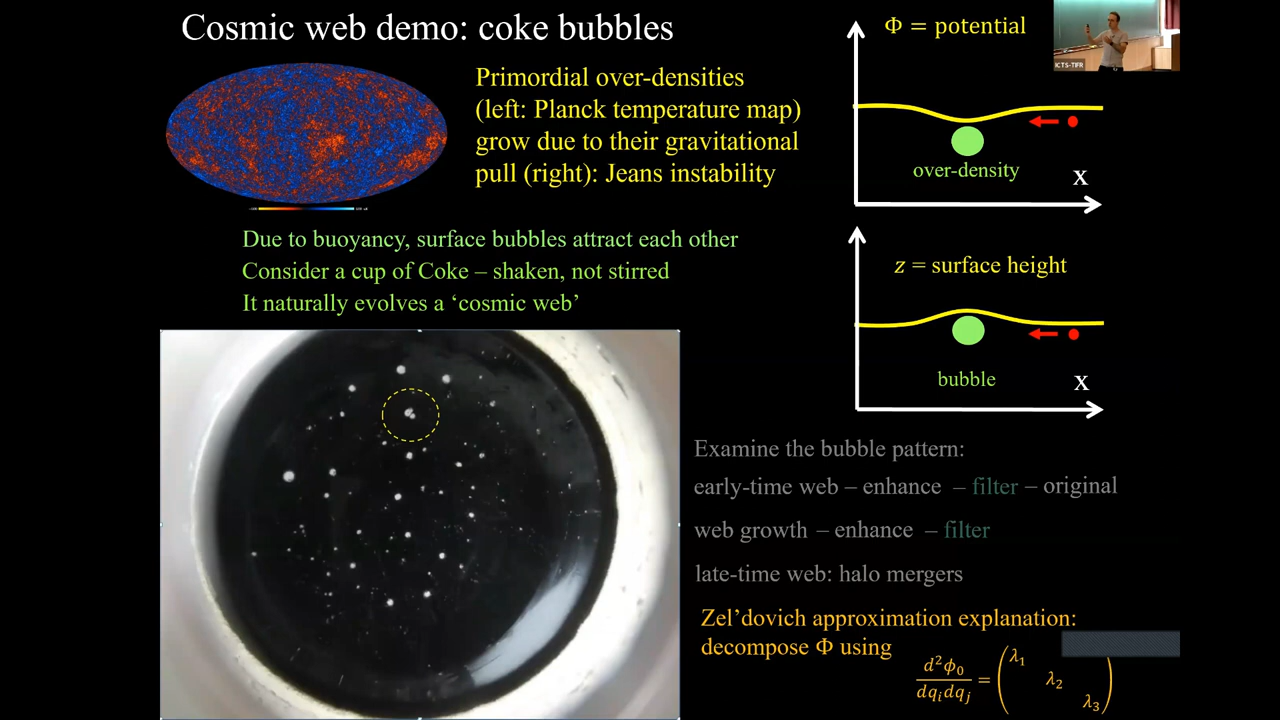 Cosmic web demo: coke bubbles
Primordial over-densities
(left: Planck temperature map)
grow due to their gravitational
pull (right): Jeans instability
Φ = potential
ICTS-TIFR
over-density
x
Due to buoyancy, surface bubbles attract each other
Consider a cup of Coke – shaken, not stirred
It naturally evolves a ‘cosmic web’
z = surface height
bubble
x
Examine the bubble pattern:
early-time web – enhance – filter – original
web growth – enhance – filter
late-time web: halo mergers
Zel’dovich approximation explanation:
decompose Φ using
d²ϕ₀ / dqᵢdqⱼ = ( λ₁ λ₂ λ₃ )